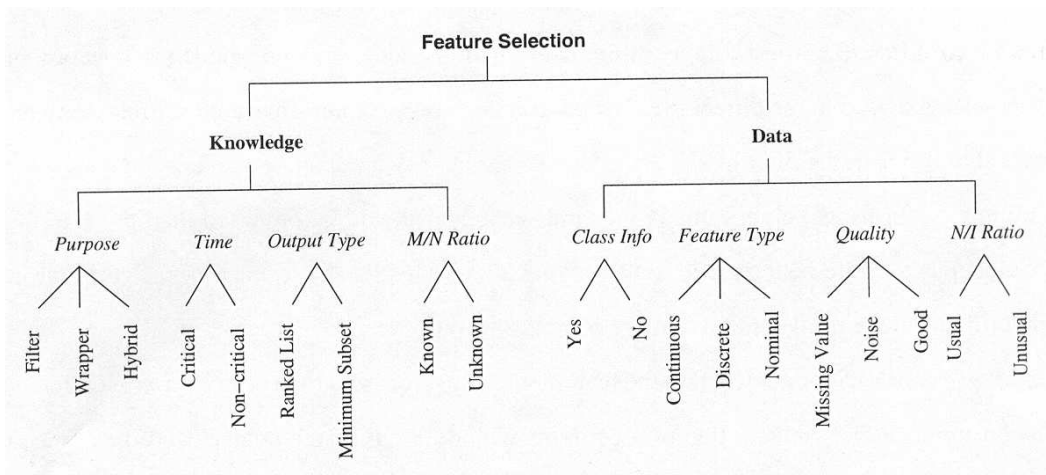 Feature Selection
Knowledge
Data
Purpose
Time
Output Type
M/N Ratio
Class Info
Feature Type
Quality
N/I Ratio
Filter
Wrapper
Hybrid
Critical
Non-critical
Ranked List
Minimum Subset
Known
Unknown
Yes
No
Continuous
Discrete
Nominal
Missing Value
Noise
Good
Usual
Unusual